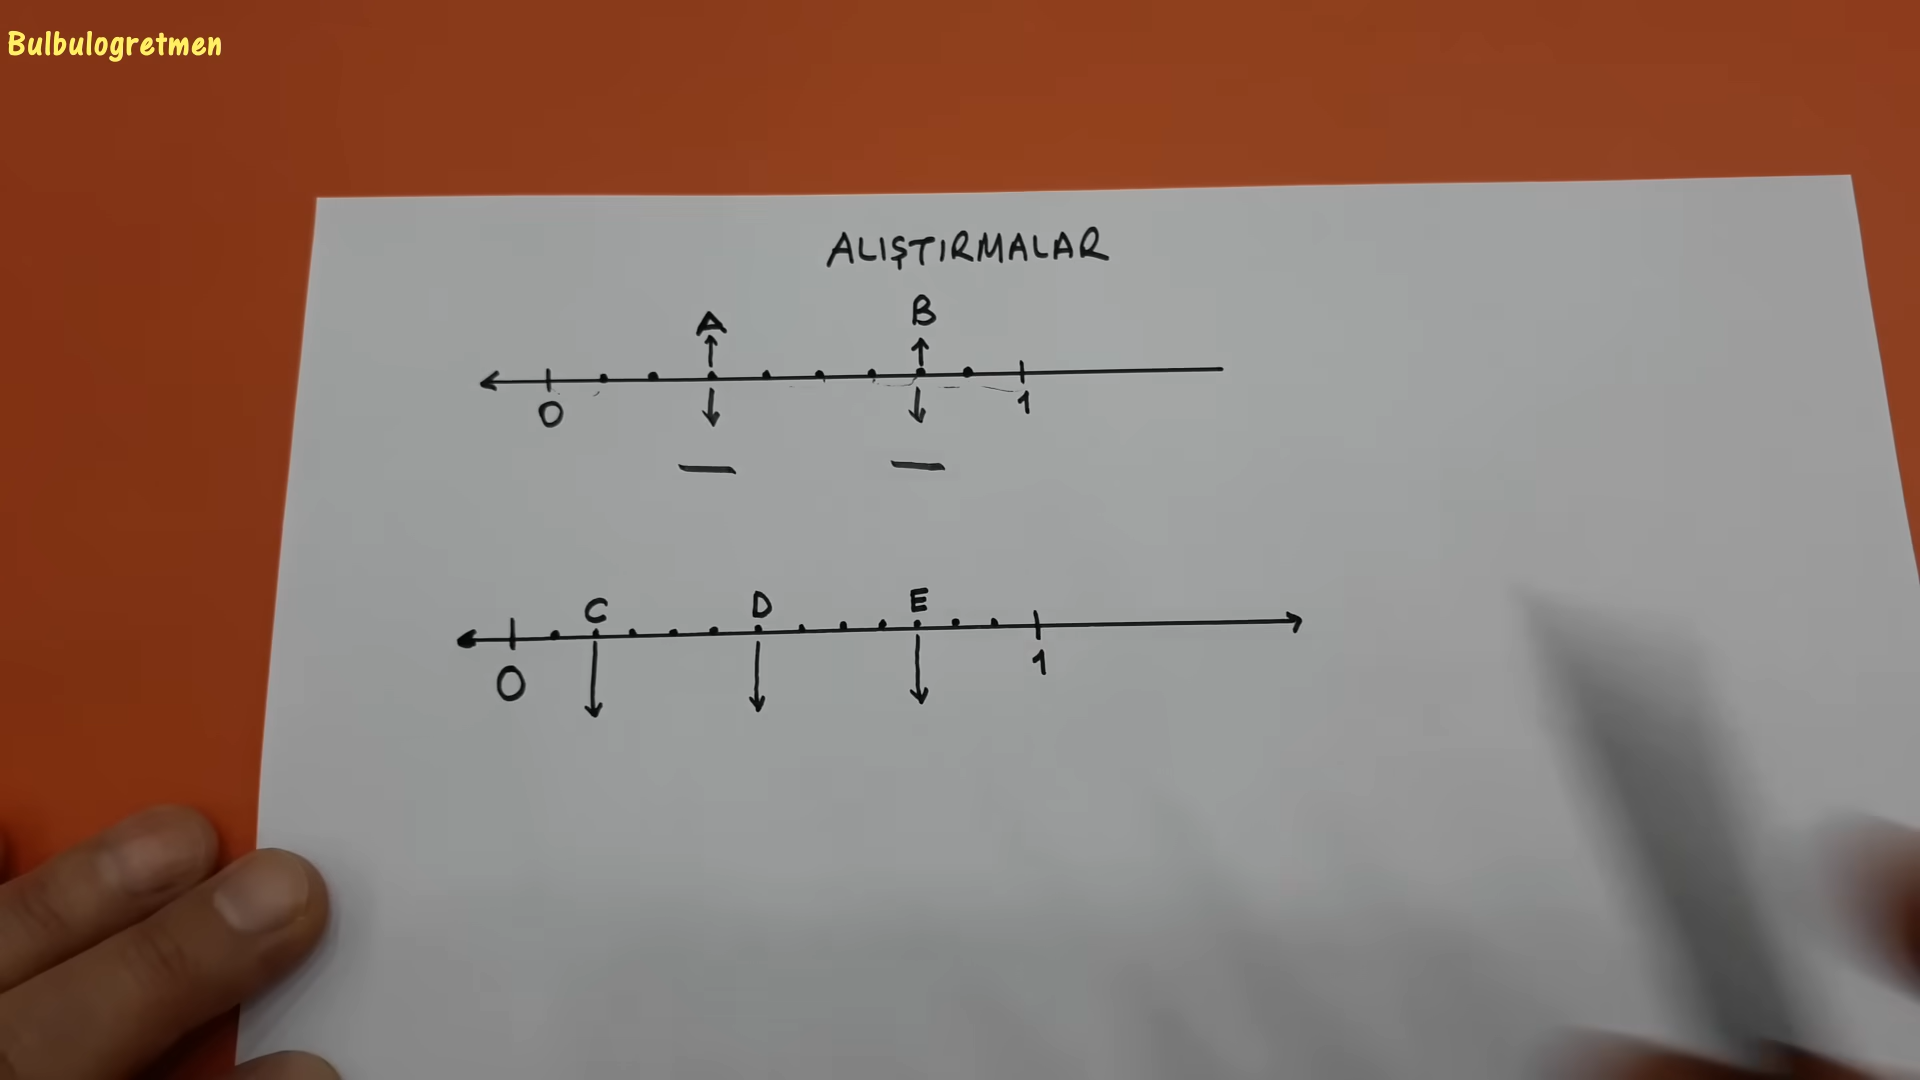 Bulbulogretmen
ALIŞTIRMALAR
A B
0 1
C D E
0 1